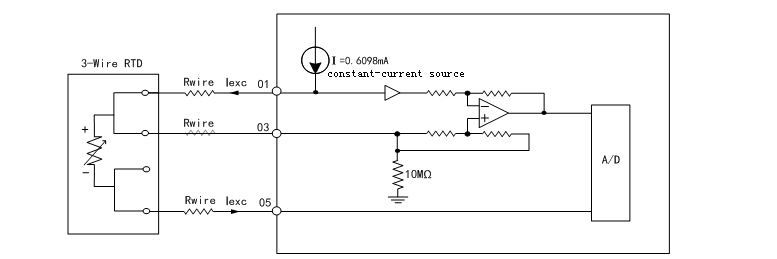 I=0.6098mA
3-Wire RTD
constant-current source
Rwire Iexc 01
Rwire 03
+
-
-
+
A/D
10MΩ
Rwire Iexc 05